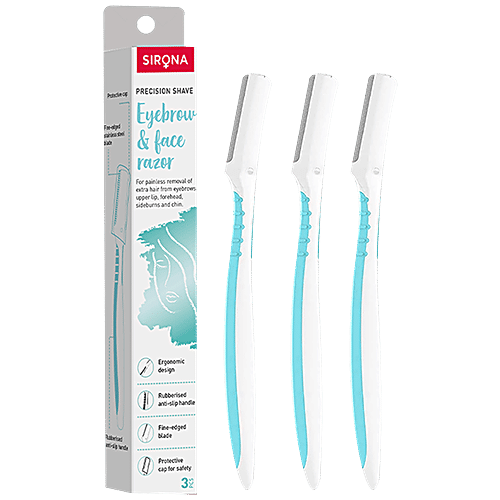 SIRONA
PRECISION SHAVE
Eyebrow
& face
razor
For painless removal of
extra hair from eyebrows
upper lip, forehead,
sideburns and chin.
Ergonomic
design
Rubberised
anti-slip handle
Fine-edged
blade
Protective
cap for safety
3 PCS
Protective cap
Fine-edged
stainless steel
blade
Rubberised
anti-slip handle